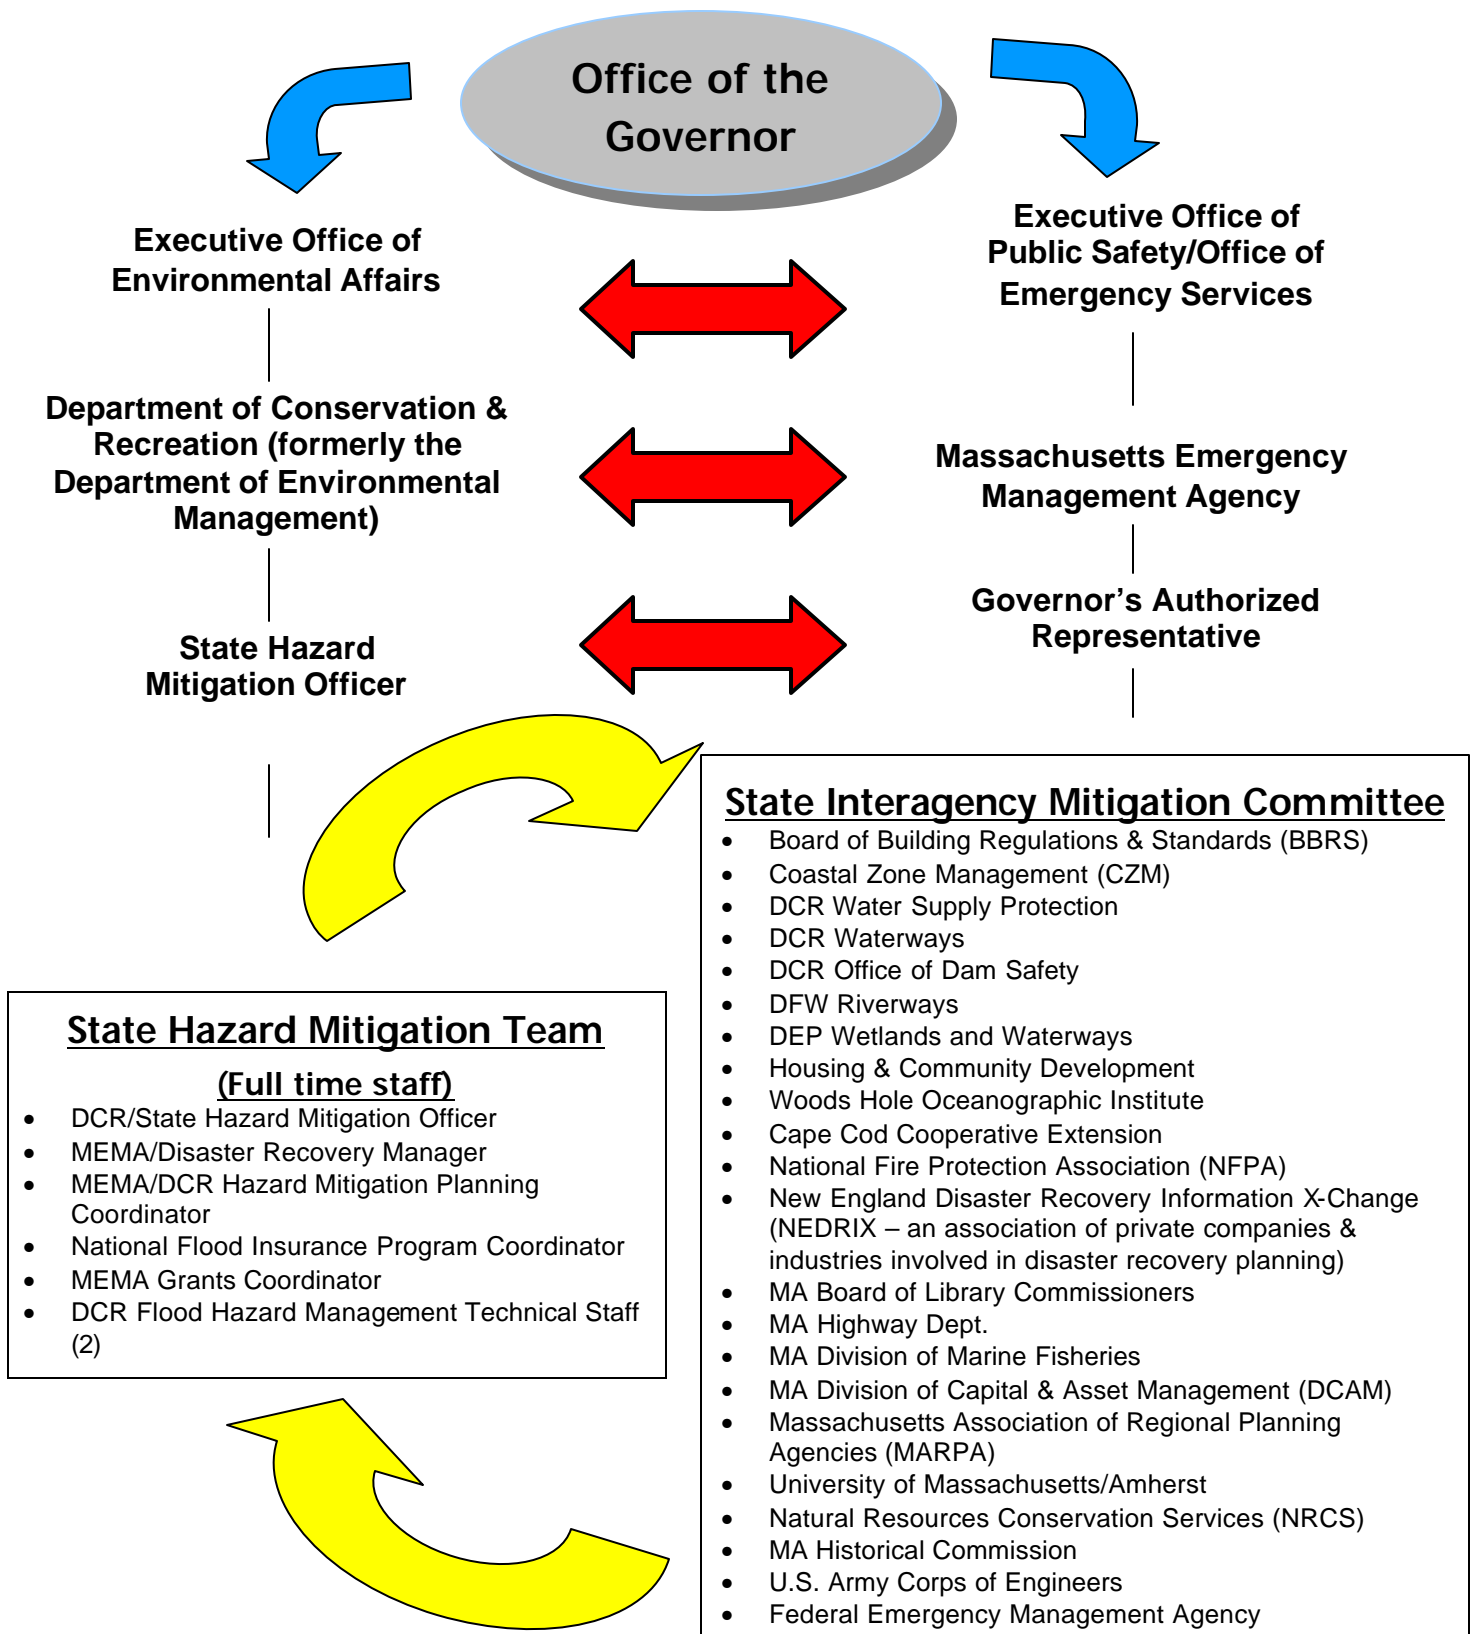 Office of the
Governor
Executive Office of
Environmental Affairs
Executive Office of
Public Safety/Office of
Emergency Services
Department of Conservation &
Recreation (formerly the
Department of Environmental
Management)
Massachusetts Emergency
Management Agency
State Hazard
Mitigation Officer
Governor’s Authorized
Representative
State Hazard Mitigation Team
(Full time staff)
• DCR/State Hazard Mitigation Officer
• MEMA/Disaster Recovery Manager
• MEMA/DCR Hazard Mitigation Planning
Coordinator
• National Flood Insurance Program Coordinator
• MEMA Grants Coordinator
• DCR Flood Hazard Management Technical Staff
(2)
State Interagency Mitigation Committee
• Board of Building Regulations & Standards (BBRS)
• Coastal Zone Management (CZM)
• DCR Water Supply Protection
• DCR Waterways
• DCR Office of Dam Safety
• DFW Riverways
• DEP Wetlands and Waterways
• Housing & Community Development
• Woods Hole Oceanographic Institute
• Cape Cod Cooperative Extension
• National Fire Protection Association (NFPA)
• New England Disaster Recovery Information X-Change
(NEDRIX – an association of private companies &
industries involved in disaster recovery planning)
• MA Board of Library Commissioners
• MA Highway Dept.
• MA Division of Marine Fisheries
• MA Division of Capital & Asset Management (DCAM)
• Massachusetts Association of Regional Planning
Agencies (MARPA)
• University of Massachusetts/Amherst
• Natural Resources Conservation Services (NRCS)
• MA Historical Commission
• U.S. Army Corps of Engineers
• Federal Emergency Management Agency